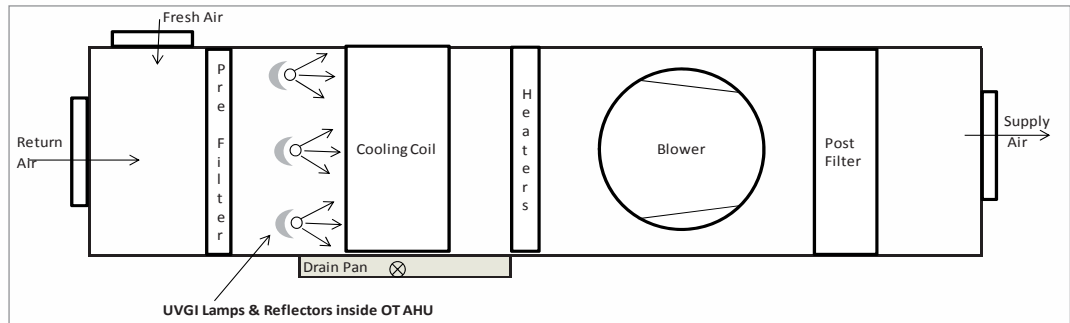 Fresh Air
Pre Filter
Return
Air
Cooling Coil
Heaters
Blower
Post
Filter
Supply
Air
Drain Pan
UVGI Lamps & Reflectors inside OT AHU